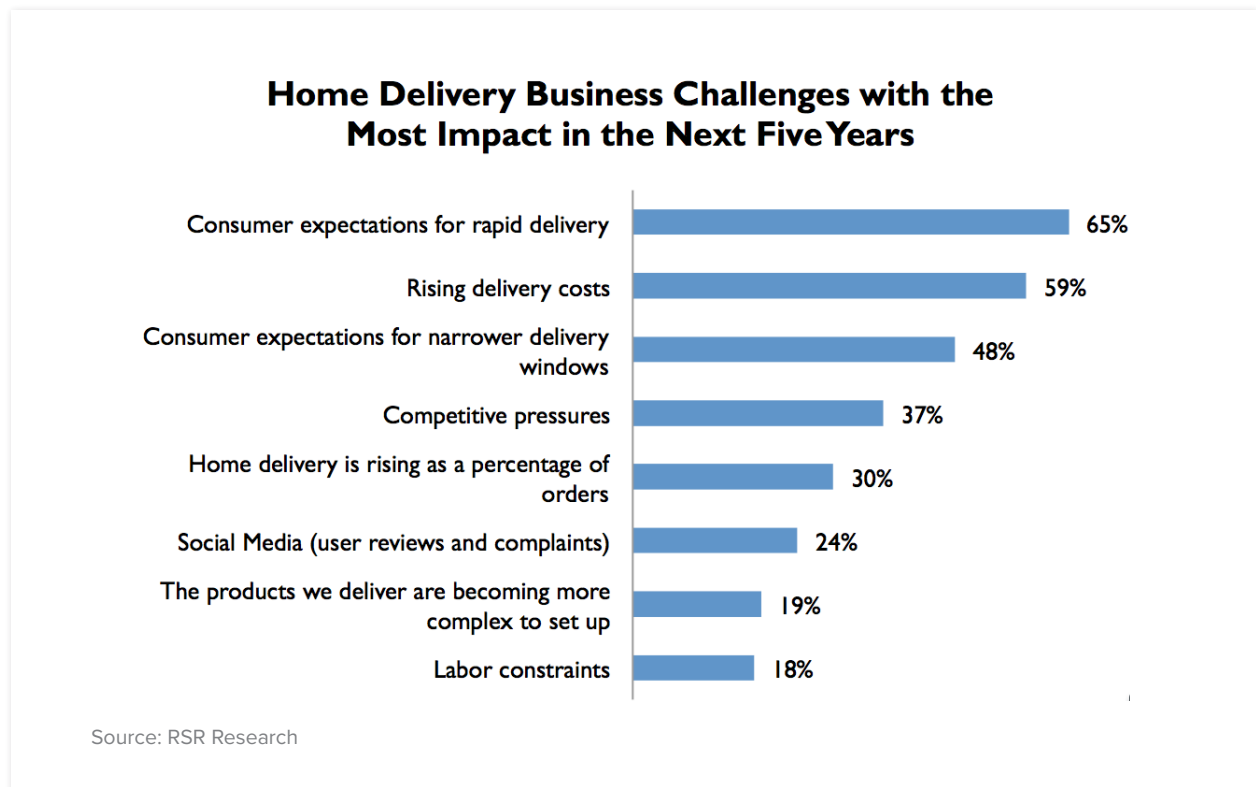 Home Delivery Business Challenges with the
Most Impact in the Next Five Years
Consumer expectations for rapid delivery 65%
Rising delivery costs 59%
Consumer expectations for narrower delivery
windows 48%
Competitive pressures 37%
Home delivery is rising as a percentage of
orders 30%
Social Media (user reviews and complaints) 24%
The products we deliver are becoming more
complex to set up 19%
Labor constraints 18%
Source: RSR Research